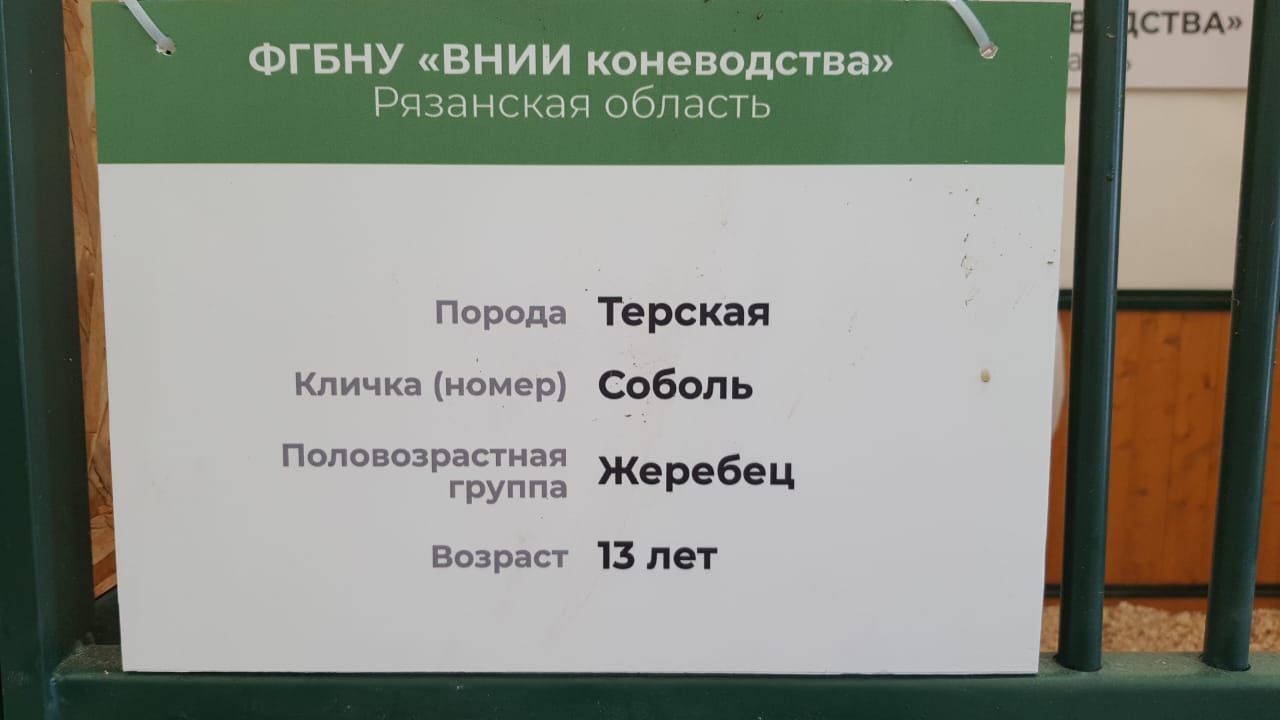 ФГБНУ «ВНИИ коневодства»
Рязанская область
Порода Терская
Кличка (номер) Соболь
Половозрастная
группа Жеребец
Возраст 13 лет